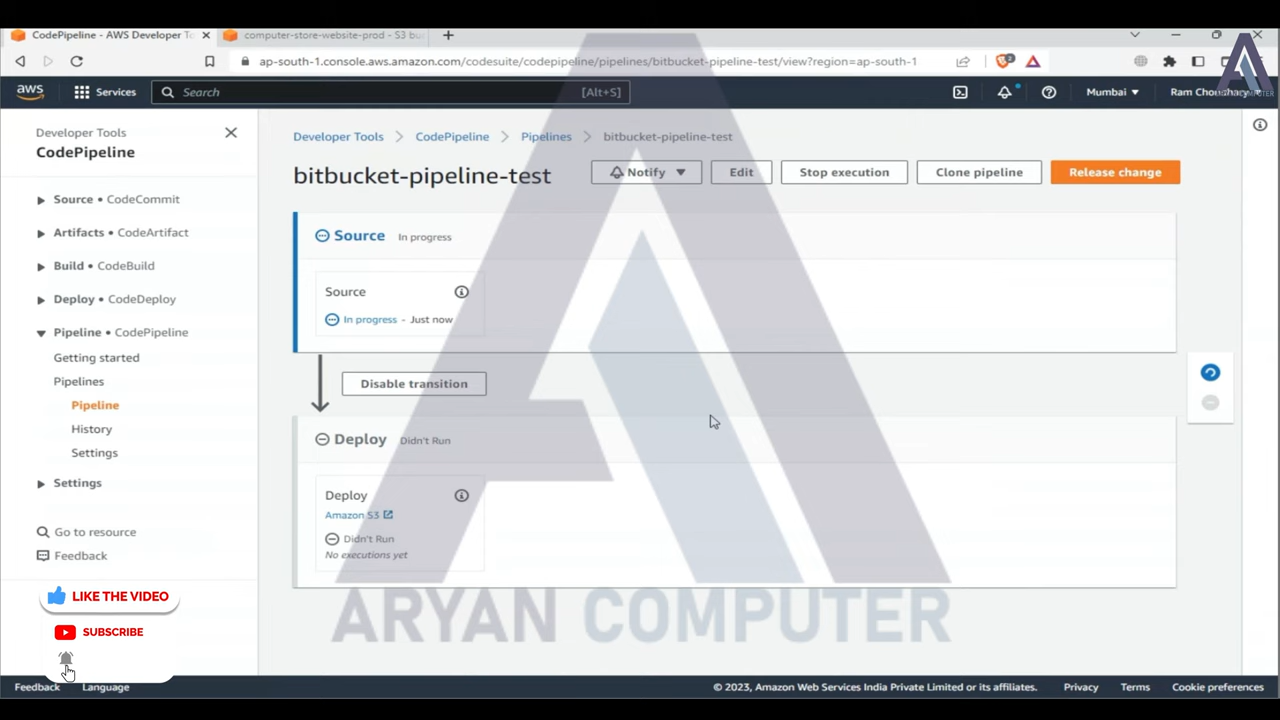 CodePipeline - AWS Developer To
computer-store-website-prod - S3 bu
ap-south-1.console.aws.amazon.com/codesuite/codepipeline/pipelines/bitbucket-pipeline-test/view?region=ap-south-1
2
aws
Services
Search
[Alt+S]
Mumbai
Ram Choudhary
ARYAN COMPUTER
Developer Tools
CodePipeline
Source • CodeCommit
Artifacts • CodeArtifact
Build • CodeBuild
Deploy • CodeDeploy
Pipeline • CodePipeline
Getting started
Pipelines
Pipeline
History
Settings
Settings
Go to resource
Feedback
LIKE THE VIDEO
SUBSCRIBE
Developer Tools
CodePipeline
Pipelines
bitbucket-pipeline-test
bitbucket-pipeline-test
Notify
Edit
Stop execution
Clone pipeline
Release change
Source In progress
Source
In progress - Just now
Disable transition
Deploy Didn't Run
Deploy
Amazon S3
Didn't Run
No executions yet
ARYAN COMPUTER
Feedback
Language
© 2023, Amazon Web Services India Private Limited or its affiliates.
Privacy
Terms
Cookie preferences